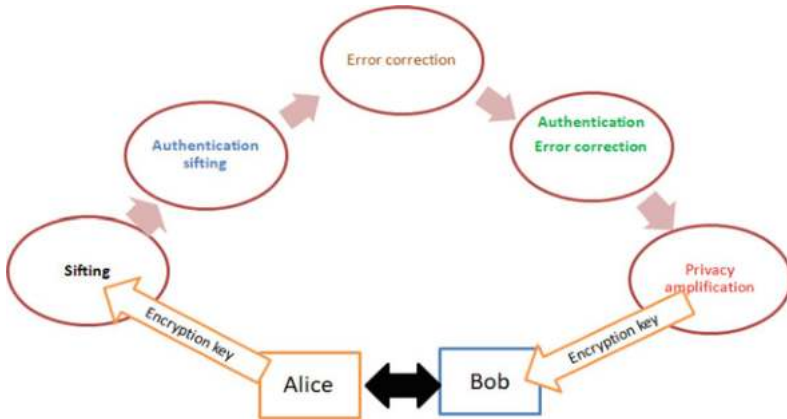 Error correction
Authentication
sifting
Authentication
Error correction
Sifting
Privacy
amplification
Encryption key
Encryption key
Alice
Bob